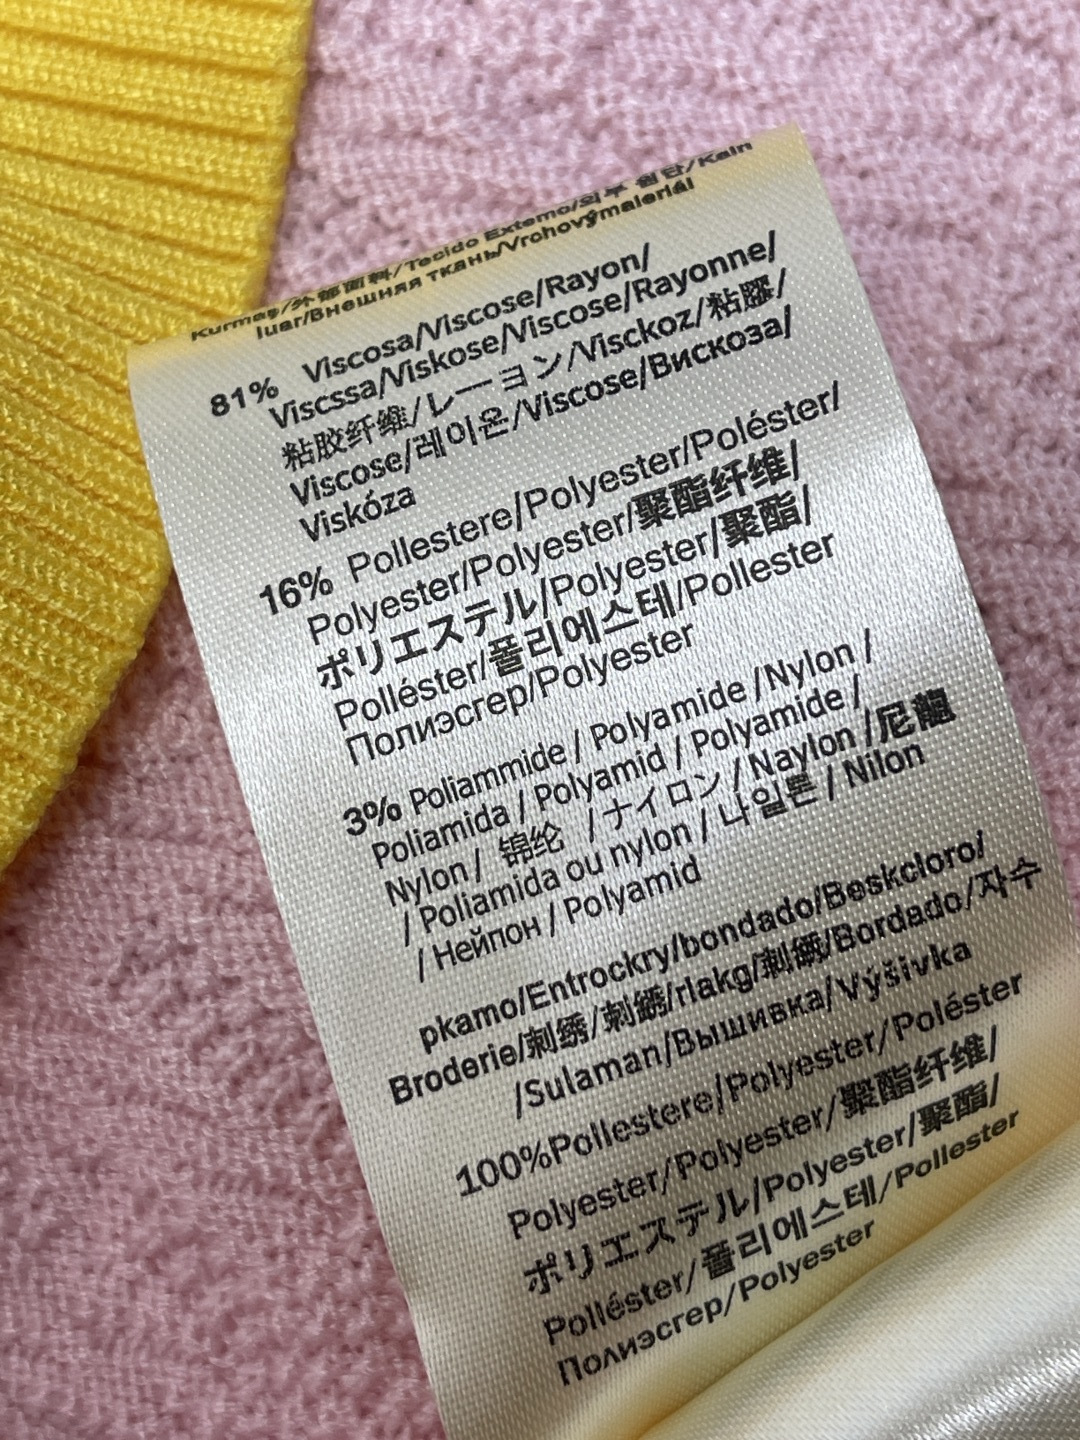 Kurmaş/外部面料/Tecido Externo/외부 원단/Kain
luar/Внешняя ткань/Vrchovýmaleriál
81% Viscosa/Viscose/Rayon/
Viscssa/Viskose/Viscose/Rayonne/
粘胶纤维/レーヨン/Visckoz/粘膠/
Viscose/레이온/Viscose/Вискоза/
Viskóza
16% Pollestere/Polyester/Poléster/
Polyester/Polyester/聚酯纤维/
ポリエステル/Polyester/聚酯/
Polléster/폴리에스테/Pollester
Полиэсгер/Polyester
3% Poliammide / Polyamide / Nylon /
Poliamida / Polyamid / Polyamide /
Nylon / 锦纶 / ナイロン / Naylon /尼龍
/ Poliamida ou nylon / 나일론 / Nilon
/ Нейпон / Polyamid
pkamo/Entrockry/bondado/Beskcloro/
Broderie/刺绣/刺繍/rlakg/刺繡/Bordado/자수
/Sulaman/Вышивка/Výšivka
100%Pollestere/Polyester/Poléster
Polyester/Polyester/聚酯纤维/
ポリエステル/Polyester/聚酯/
Polléster/폴리에스테/Pollester
Полиэсгер/Polyester